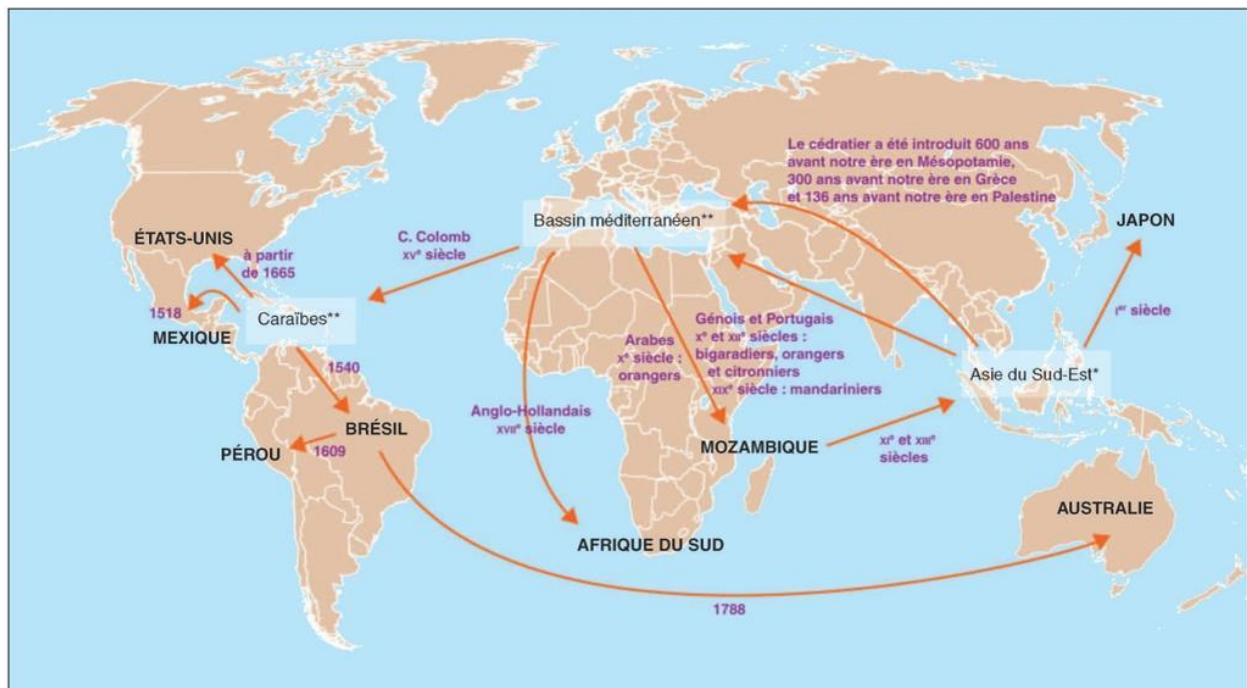 Le cédratier a été introduit 600 ans
avant notre ère en Mésopotamie,
300 ans avant notre ère en Grèce
et 136 ans avant notre ère en Palestine
Bassin méditerranéen**
JAPON
ÉTATS-UNIS
C. Colomb
XVe siècle
à partir
de 1665
1518
MEXIQUE
Caraïbes**
Ier siècle
Arabes
Xe siècle :
orangers
Génois et Portugais
Xe et XIIe siècles :
bigaradiers, orangers
et citronniers
XIXe siècle : mandariniers
Asie du Sud-Est*
1540
Anglo-Hollandais
XVIIe siècle
BRÉSIL
PÉROU
1609
MOZAMBIQUE
XIe et XIIIe
siècles
AUSTRALIE
AFRIQUE DU SUD
1788